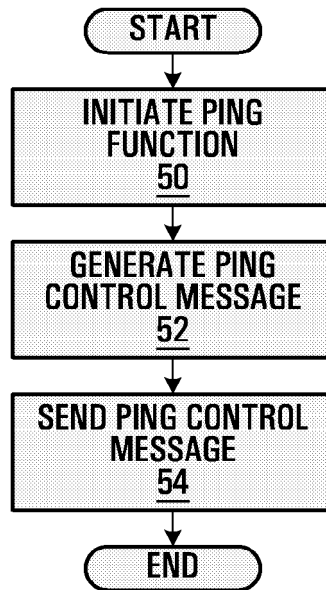 START
INITIATE PING
FUNCTION
50
GENERATE PING
CONTROL MESSAGE
52
SEND PING CONTROL
MESSAGE
54
END